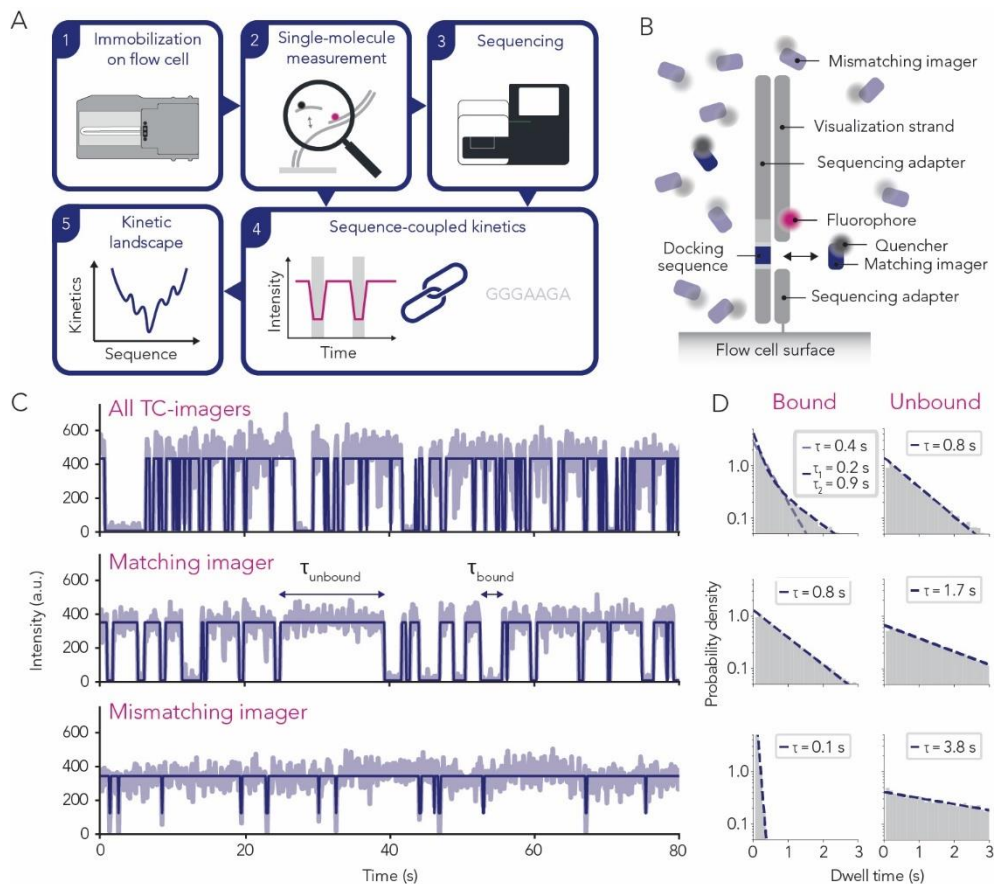 A
1
Immobilization
on flow cell
2
Single-molecule
measurement
3
Sequencing
5
Kinetic
landscape
Kinetics
Sequence
4
Sequence-coupled kinetics
Intensity
Time
GGGAAGA
B
Mismatching imager
Visualization strand
Sequencing adapter
Fluorophore
Quencher
Docking
sequence
Matching imager
Sequencing adapter
Flow cell surface
C
All TC-imagers
600
400
200
0
Matching imager
τunbound
τbound
600
400
200
0
Mismatching imager
600
400
200
0
Intensity (a.u.)
0 20 40 60 80
Time (s)
D
Bound
Unbound
τ = 0.4 s
τ1 = 0.2 s
τ2 = 0.9 s
τ = 0.8 s
1.0
0.1
τ = 0.8 s
τ = 1.7 s
1.0
0.1
τ = 0.1 s
τ = 3.8 s
1.0
0.1
Probability density
0 1 2 3 0 1 2 3
Dwell time (s)